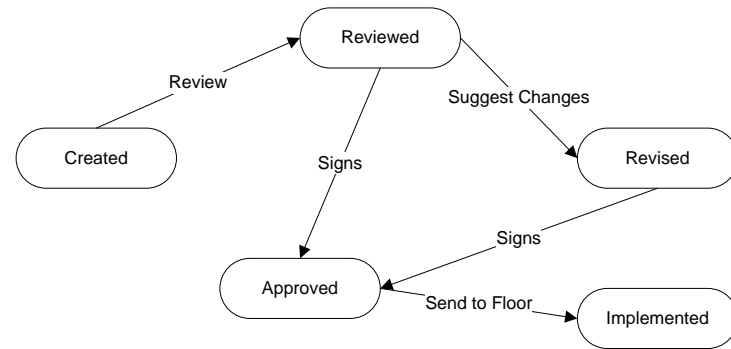 Reviewed
Review
Suggest Changes
Created
Signs
Revised
Signs
Approved
Send to Floor
Implemented